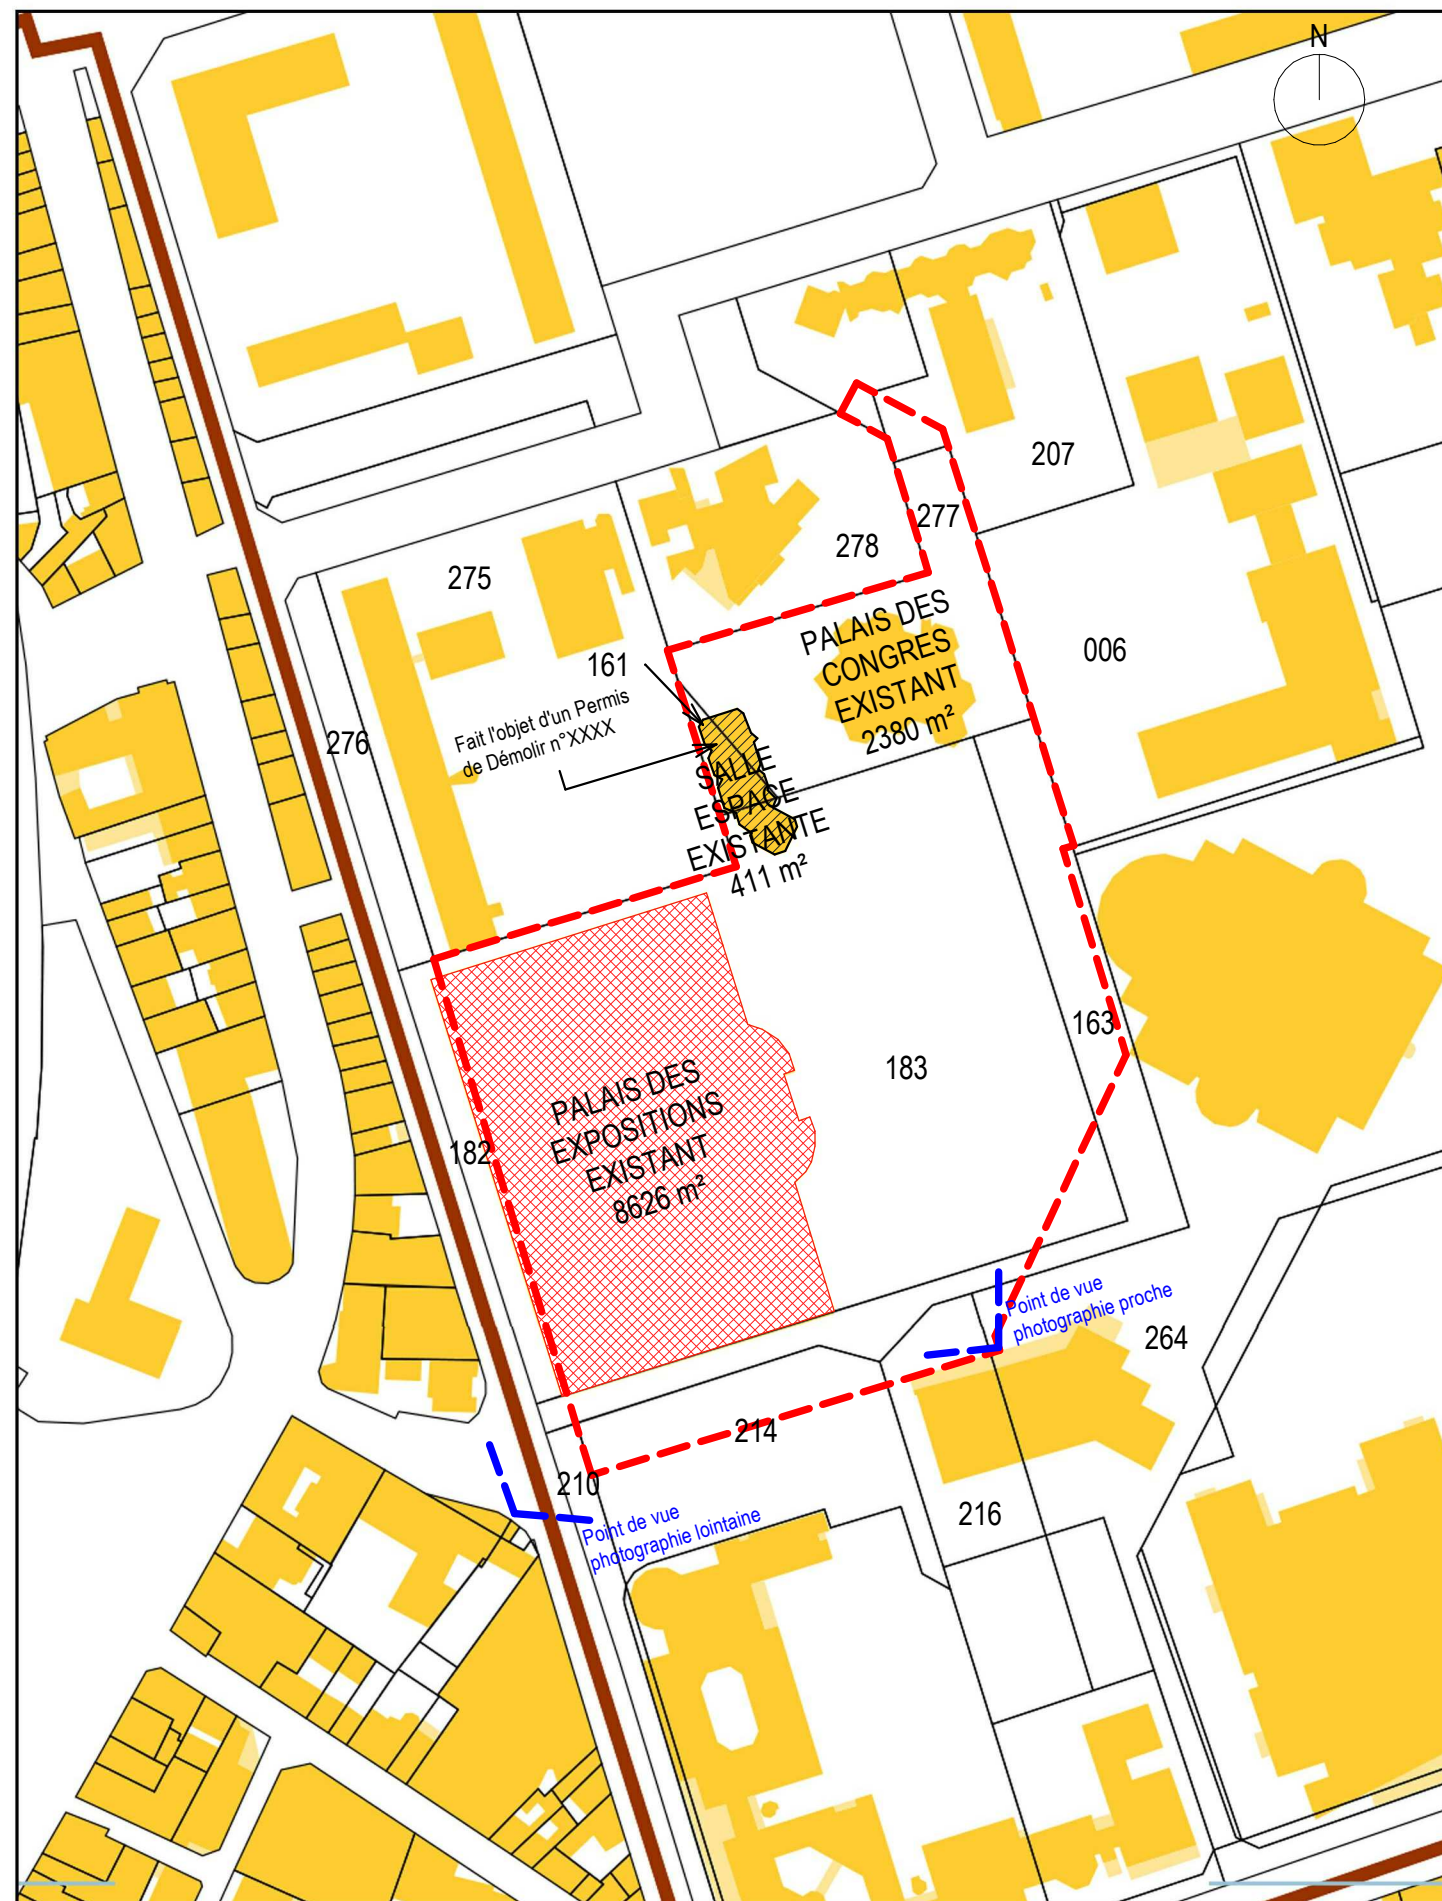 N
207
277
278
275
PALAIS DES
CONGRES
EXISTANT
2380 m²
006
161
Fait l'objet d'un Permis
de Démolir n°XXXX
276
SALLE
ESPACE
EXISTANTE
411 m²
163
183
PALAIS DES
EXPOSITIONS
EXISTANT
8626 m²
182
Point de vue
photographie proche
264
214
210
216
Point de vue
photographie lointaine